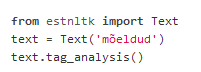 from estnltk import Text
text = Text('mõeldud')
text.tag_analysis()